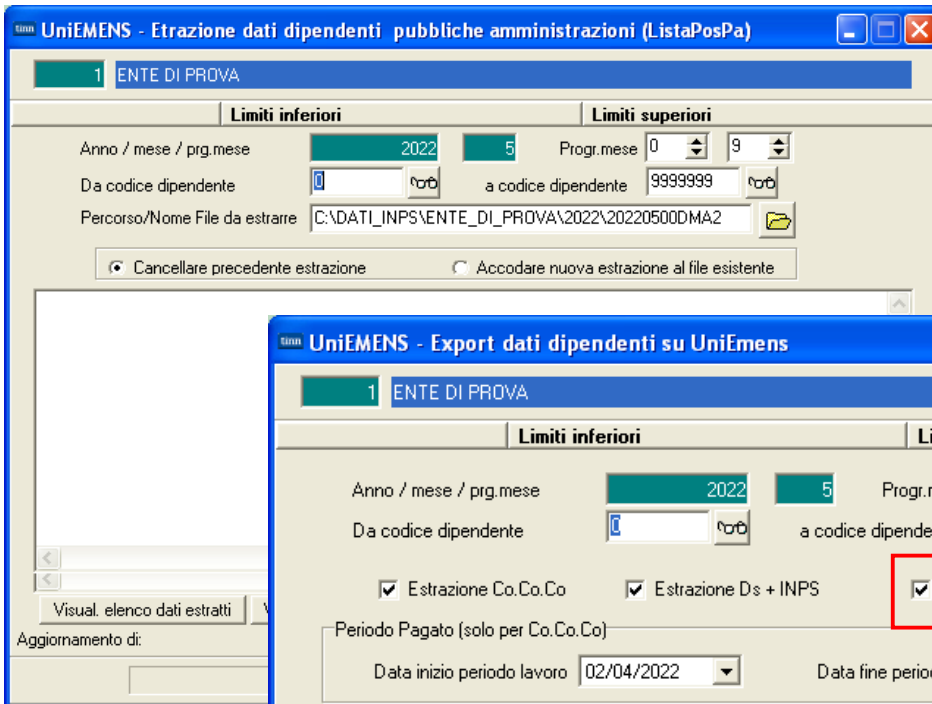 tinn UniEMENS - Etrazione dati dipendenti pubbliche amministrazioni (ListaPosPa)
1 ENTE DI PROVA
Limiti inferiori Limiti superiori
Anno / mese / prg.mese 2022 5 Progr.mese 0 9
Da codice dipendente 0 a codice dipendente 9999999
Percorso/Nome File da estrarre C:\DATI_INPS\ENTE_DI_PROVA\2022\20220500DMA2
Cancellare precedente estrazione Accodare nuova estrazione al file esistente
Visual. elenco dati estratti V
Aggiornamento di:
tinn UniEMENS - Export dati dipendenti su UniEmens
1 ENTE DI PROVA
Limiti inferiori Li
Anno / mese / prg.mese 2022 5 Progr.r
Da codice dipendente 0 a codice dipende
Estrazione Co.Co.Co Estrazione Ds + INPS
Periodo Pagato (solo per Co.Co.Co)
Data inizio periodo lavoro 02/04/2022 Data fine period